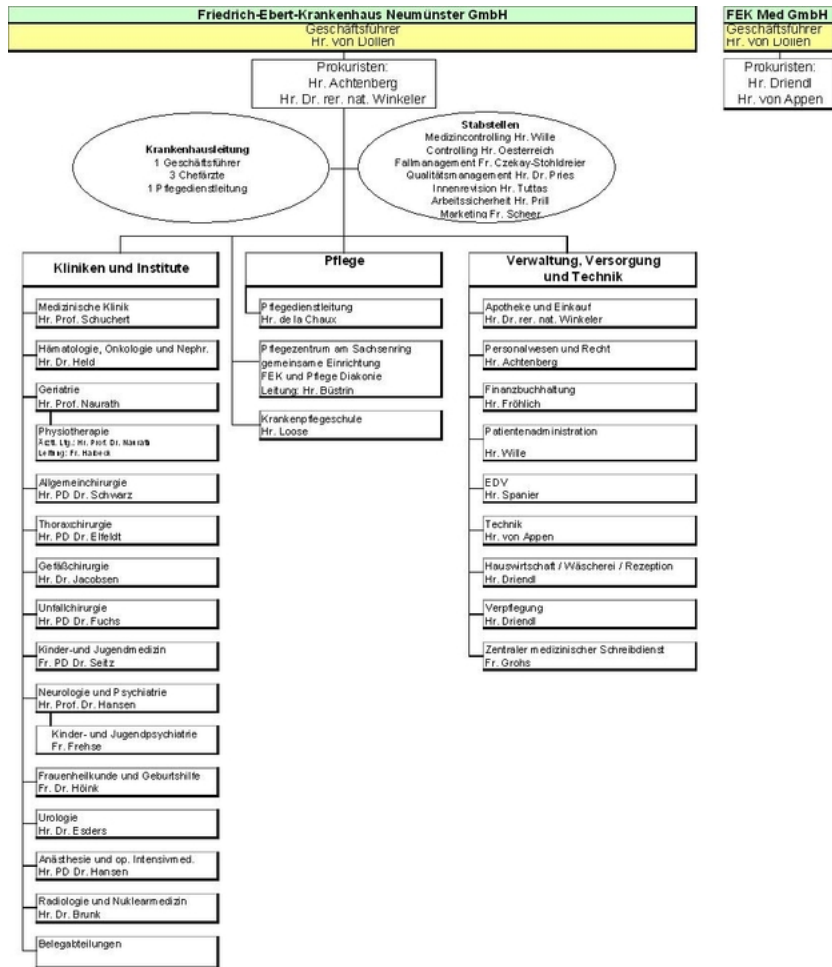 Friedrich-Ebert-Krankenhaus Neumünster GmbH
Geschäftsführer
Hr. von Dollen
Prokuristen:
Hr. Achtenberg
Hr. Dr. rer. nat. Winkeler
FEK Med GmbH
Geschäftsführer
Hr. von Dollen
Prokuristen:
Hr. Driendl
Hr. von Appen
Krankenhausleitung
1 Geschäftsführer
3 Chefärzte
1 Pflegedienstleitung
Stabstellen
Medizincontrolling Hr. Wille
Controlling Hr. Oesterreich
Fallmanagement Fr. Czekay-Stohldreier
Qualitätsmanagement Hr. Dr. Pries
Innenrevision Hr. Tuttas
Arbeitssicherheit Hr. Prill
Marketing Fr. Scheer
Kliniken und Institute
Medizinische Klinik
Hr. Prof. Schuchert
Hämatologie, Onkologie und Nephr.
Hr. Dr. Held
Geriatrie
Hr. Prof. Naurath
Physiotherapie
Ärztl. Ltg.: Hr. Prof. Dr. Naurath
Leitung: Fr.
Allgemeinchirurgie
Hr. PD Dr. Schwarz
Thoraxchirurgie
Hr. PD Dr. Elfeldt
Gefäßchirurgie
Hr. Dr. Jacobsen
Unfallchirurgie
Hr. PD Dr. Fuchs
Kinder-und Jugendmedizin
Fr. PD Dr. Seitz
Neurologie und Psychiatrie
Hr. Prof. Dr. Hansen
Kinder- und Jugendpsychiatrie
Fr. Frehse
Frauenheilkunde und Geburtshilfe
Fr. Dr. Höink
Urologie
Hr. Dr. Esders
Anästhesie und op. Intensivmed.
Hr. PD Dr. Hansen
Radiologie und Nuklearmedizin
Hr. Dr. Brunk
Belegabteilungen
Pflege
Pflegedienstleitung
Hr. de la Chaux
Pflegezentrum am Sachsenring
gemeinsame Einrichtung
FEK und Pflege Diakonie
Leitung: Hr. Büstrin
Krankenpflegeschule
Hr. Loose
Verwaltung, Versorgung
und Technik
Apotheke und Einkauf
Hr. Dr. rer. nat. Winkeler
Personalwesen und Recht
Hr. Achtenberg
Finanzbuchhaltung
Hr. Fröhlich
Patientenadministration
Hr. Wille
EDV
Hr. Spanier
Technik
Hr. von Appen
Hauswirtschaft / Wäscherei / Rezeption
Hr. Driendl
Verpflegung
Hr. Driendl
Zentraler medizinischer Schreibdienst
Fr. Grohs